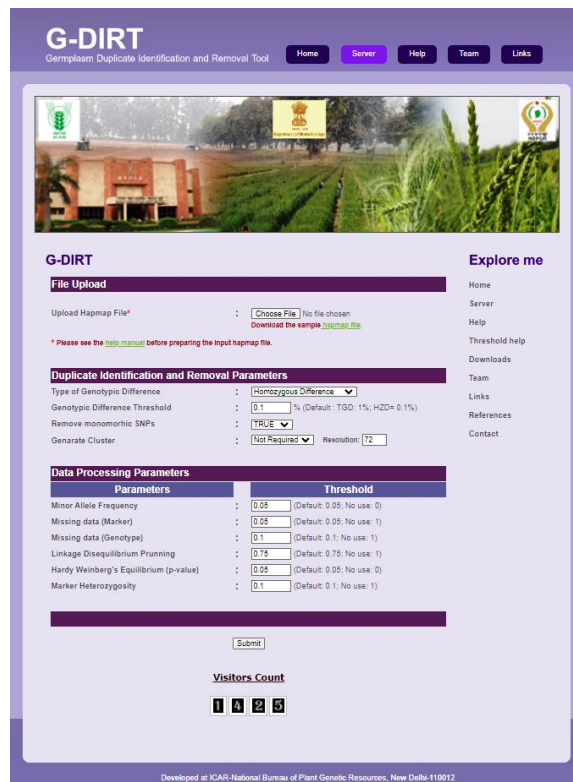 G-DIRT
Germplasm Duplicate Identification and Removal Tool
Home Server Help Team Links
G-DIRT
File Upload
Upload Hapmap File* : Choose File No file chosen
Download the sample hapmap file.
* Please see the help manual before preparing the input hapmap file.
Duplicate Identification and Removal Parameters
Type of Genotypic Difference : Homozygous Difference
Genotypic Difference Threshold : 0.1 % (Default : TGD: 1%; HZD= 0.1%)
Remove monomorhic SNPs : TRUE
Genarate Cluster : Not Required Resolution: 72
Data Processing Parameters
Parameters Threshold
Minor Allele Frequency : 0.05 (Default: 0.05; No use: 0)
Missing data (Marker) : 0.05 (Default: 0.05; No use: 1)
Missing data (Genotype) : 0.1 (Default: 0.1; No use: 1)
Linkage Disequilibrium Prunning : 0.75 (Default: 0.75; No use: 1)
Hardy Weinberg's Equilibrium (p-value) : 0.05 (Default: 0.05; No use: 0)
Marker Heterozygosity : 0.1 (Default: 0.1; No use: 1)
Submit
Visitors Count
1425
Explore me
Home
Server
Help
Threshold help
Downloads
Team
Links
References
Contact
Developed at ICAR-National Bureau of Plant Genetic Resources, New Delhi-110012